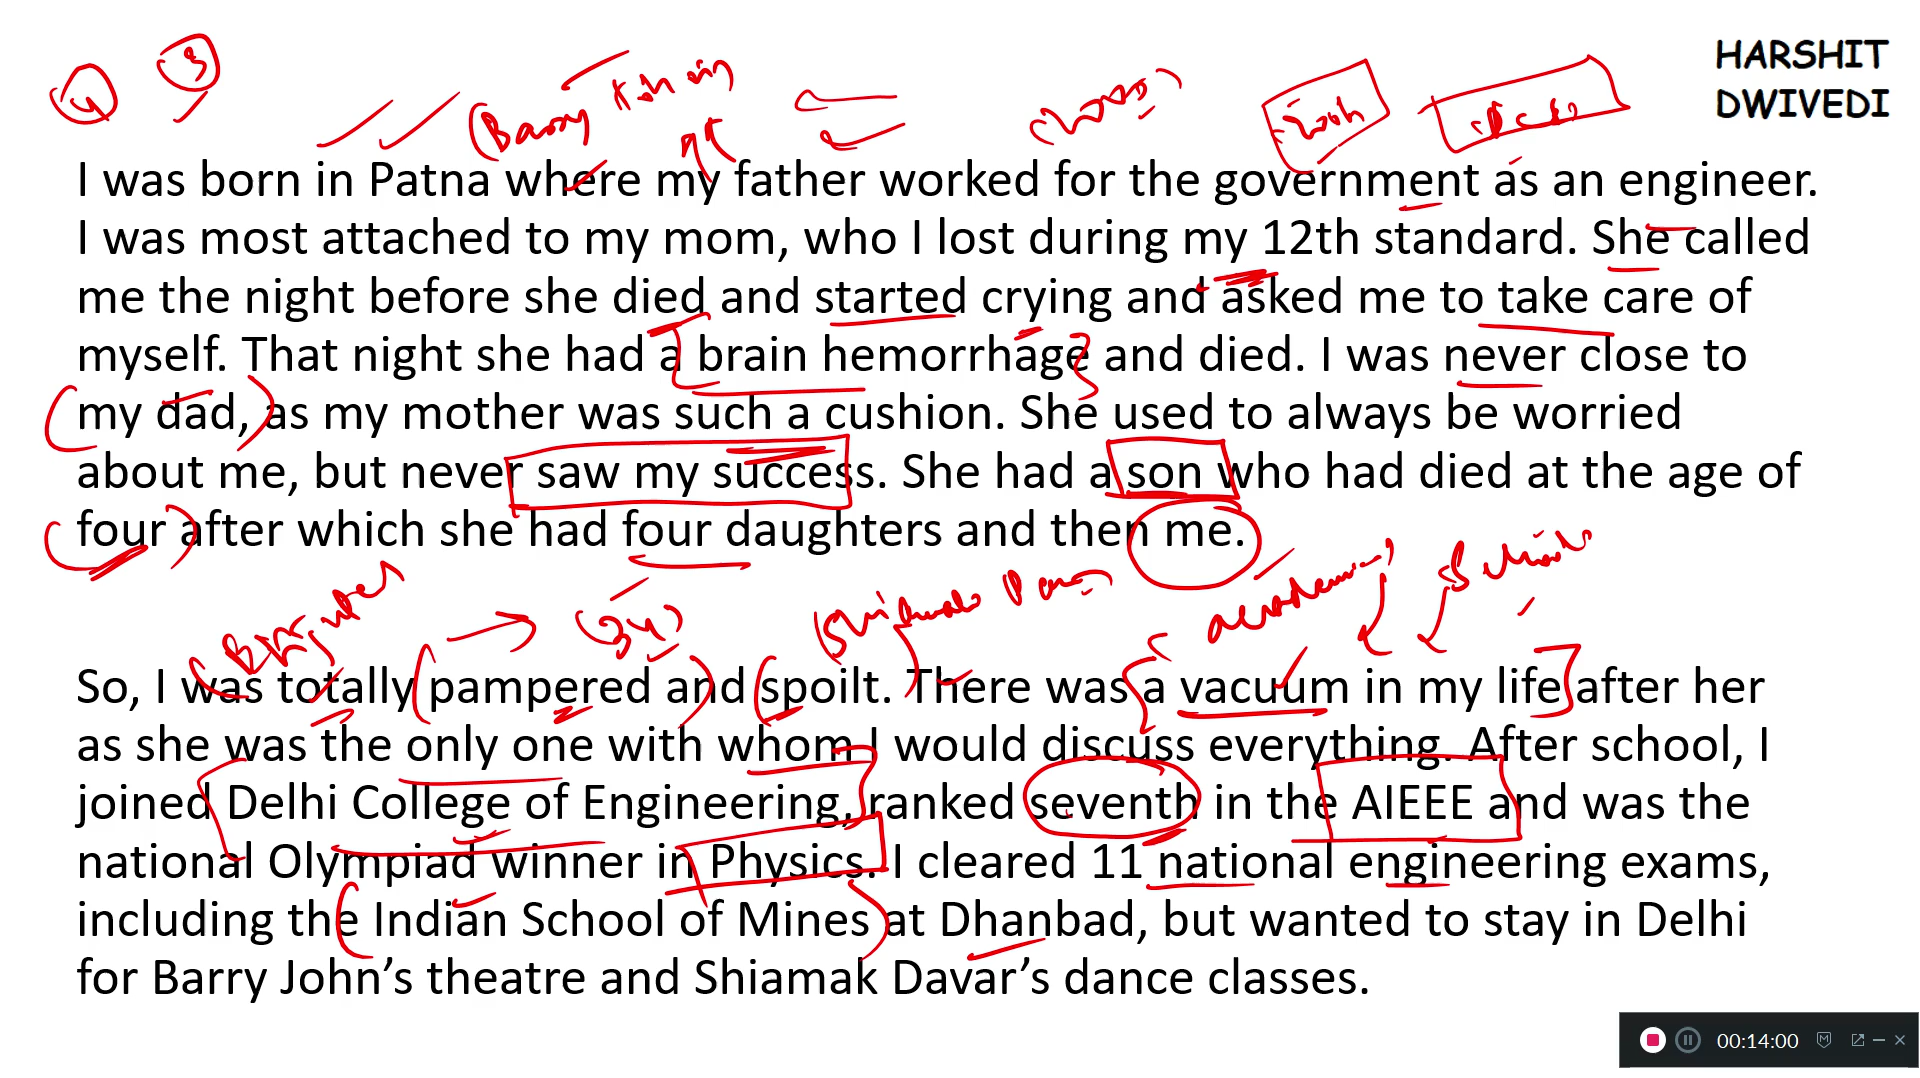 HARSHIT
DWIVEDI
(Barry
I was born in Patna where my father worked for the government as an engineer.
I was most attached to my mom, who I lost during my 12th standard. She called
me the night before she died and started crying and asked me to take care of
myself. That night she had a brain hemorrhage and died. I was never close to
my dad, as my mother was such a cushion. She used to always be worried
about me, but never saw my success. She had a son who had died at the age of
four after which she had four daughters and then me.
So, I was totally pampered and spoilt. There was a vacuum in my life after her
as she was the only one with whom I would discuss everything. After school, I
joined Delhi College of Engineering, ranked seventh in the AIEEE and was the
national Olympiad winner in Physics. I cleared 11 national engineering exams,
including the Indian School of Mines at Dhanbad, but wanted to stay in Delhi
for Barry John’s theatre and Shiamak Davar’s dance classes.
00:14:00